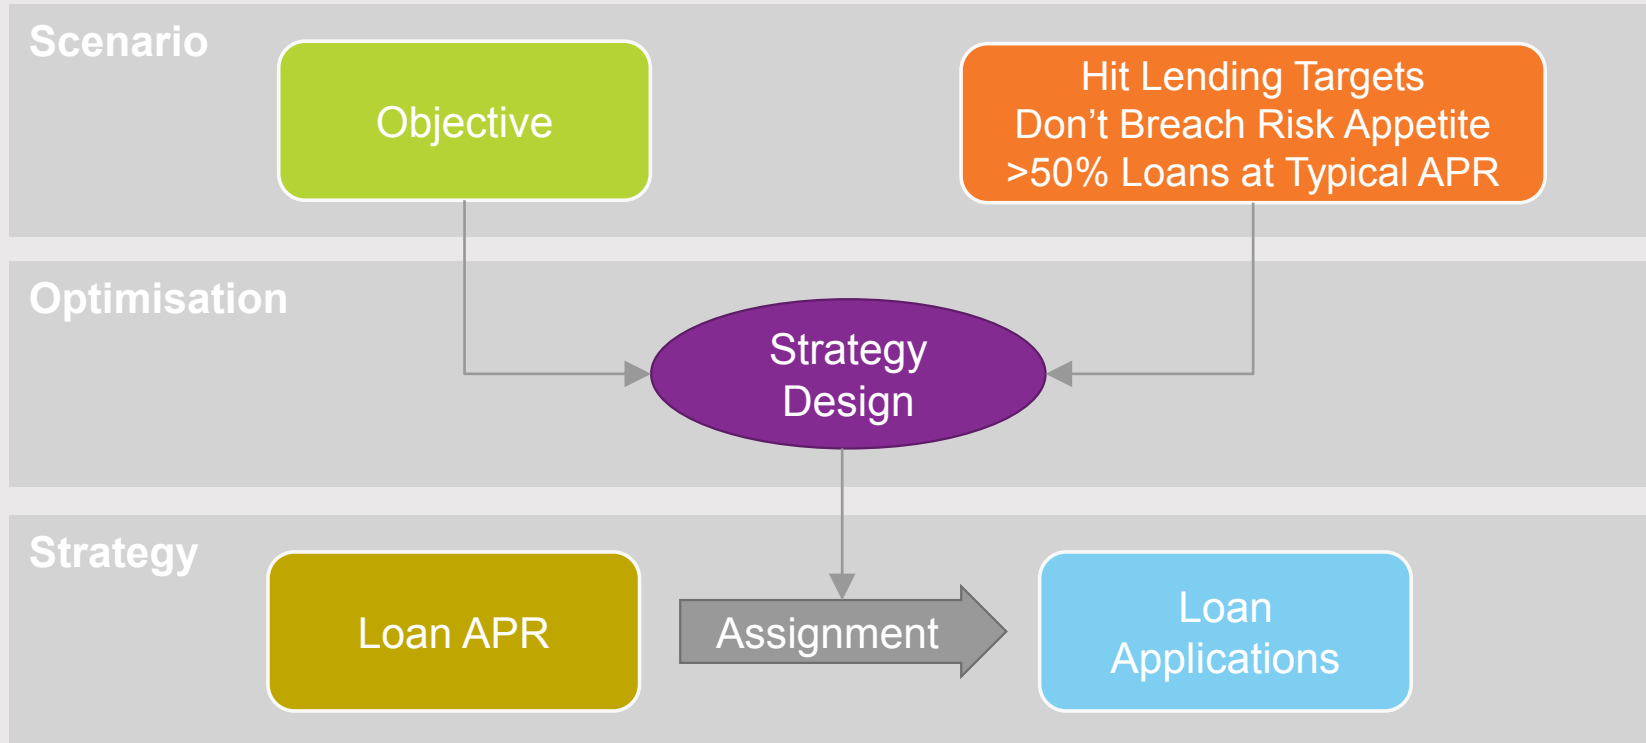 Scenario
Objective
Hit Lending Targets
Don’t Breach Risk Appetite
>50% Loans at Typical APR
Optimisation
Strategy
Design
Strategy
Loan APR
Assignment
Loan
Applications